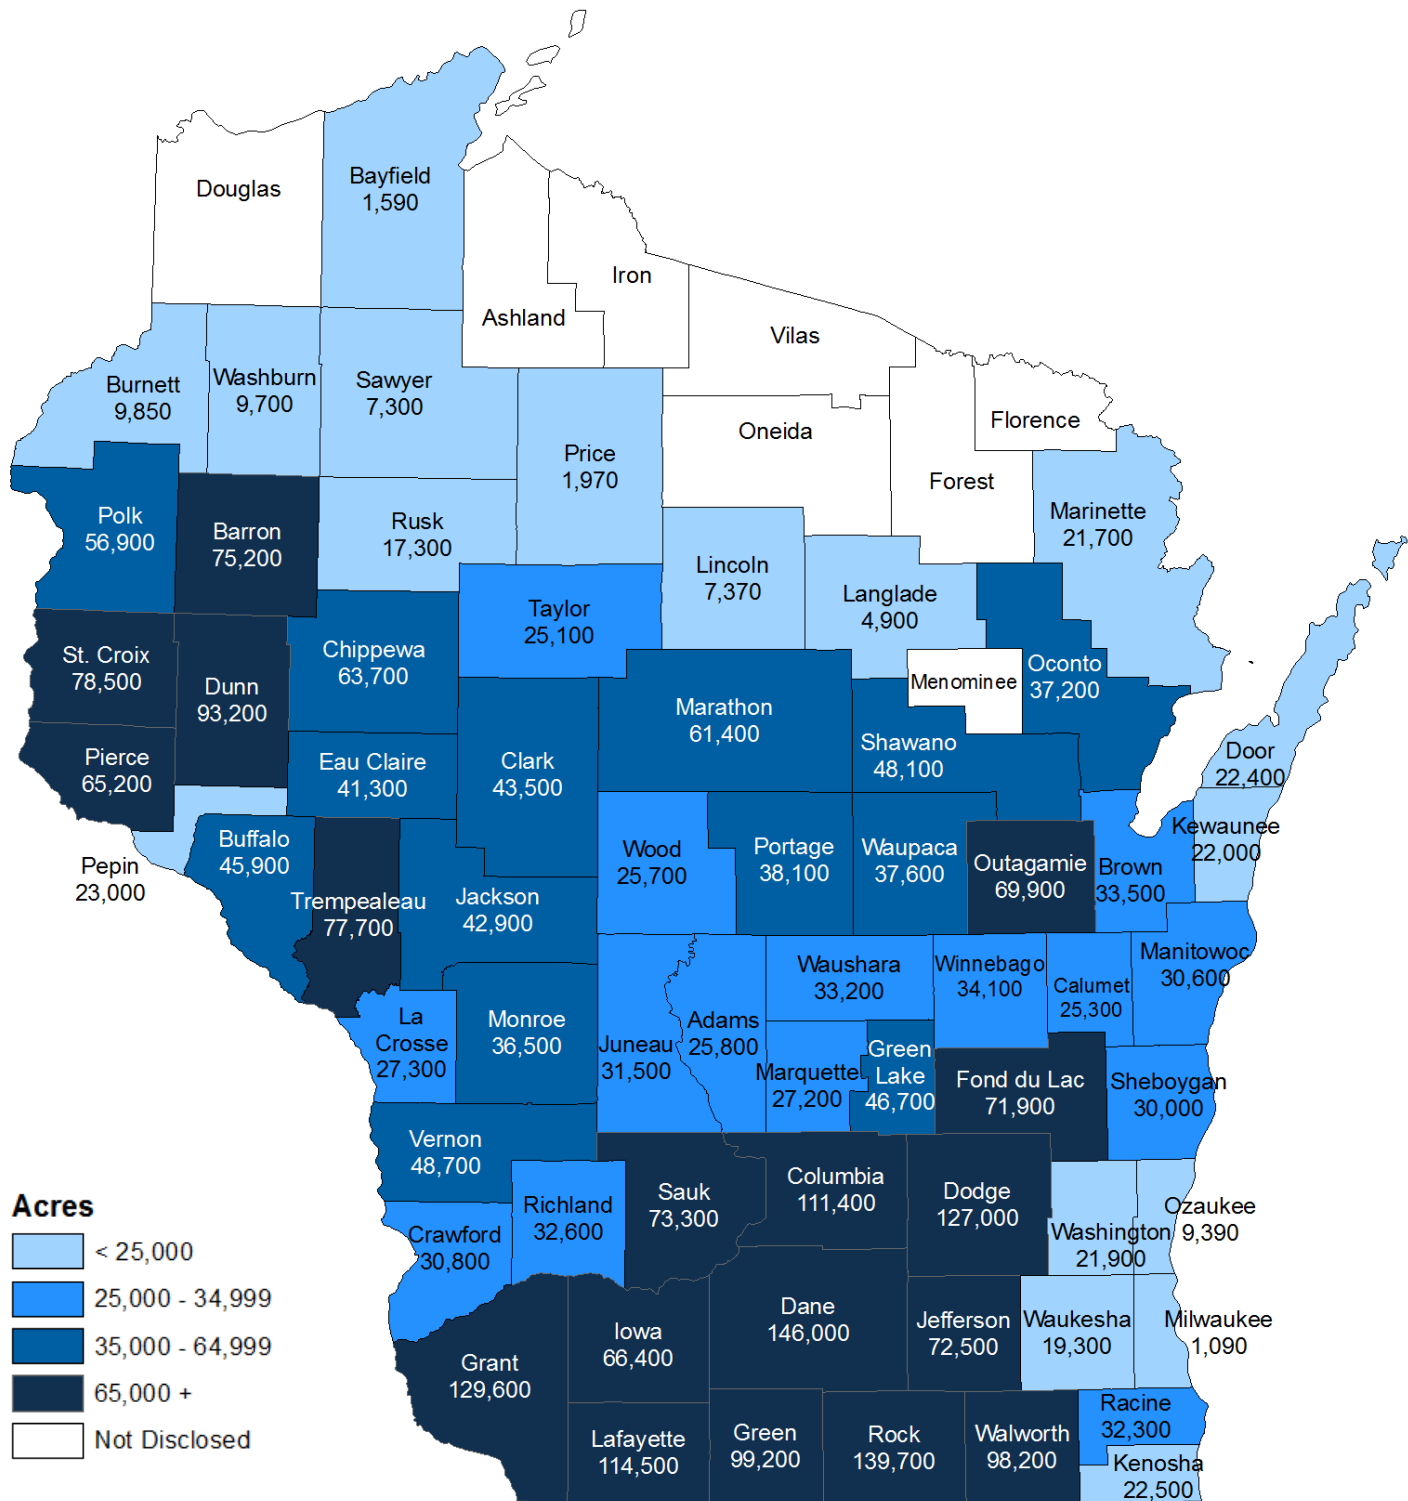 Bayfield
1,590
Douglas
Iron
Ashland
Vilas
Burnett
9,850
Washburn
9,700
Sawyer
7,300
Florence
Oneida
Price
1,970
Forest
Marinette
21,700
Polk
56,900
Barron
75,200
Rusk
17,300
Lincoln
7,370
Langlade
4,900
Taylor
25,100
St. Croix
78,500
Chippewa
63,700
Dunn
93,200
Menominee
Oconto
37,200
Marathon
61,400
Shawano
48,100
Pierce
65,200
Eau Claire
41,300
Clark
43,500
Door
22,400
Kewaunee
22,000
Pepin
23,000
Buffalo
45,900
Wood
25,700
Portage
38,100
Waupaca
37,600
Outagamie
69,900
Brown
33,500
Trempealeau
77,700
Jackson
42,900
Manitowoc
30,600
Waushara
33,200
Winnebago
34,100
Calumet
25,300
La
Crosse
27,300
Monroe
36,500
Juneau
31,500
Adams
25,800
Marquette
27,200
Green
Lake
46,700
Fond du Lac
71,900
Sheboygan
30,000
Vernon
48,700
Richland
32,600
Sauk
73,300
Columbia
111,400
Dodge
127,000
Washington
21,900
Ozaukee
9,390
Crawford
30,800
Acres
< 25,000
25,000 - 34,999
35,000 - 64,999
65,000 +
Not Disclosed
Grant
129,600
Iowa
66,400
Dane
146,000
Jefferson
72,500
Waukesha
19,300
Milwaukee
1,090
Lafayette
114,500
Green
99,200
Rock
139,700
Walworth
98,200
Racine
32,300
Kenosha
22,500